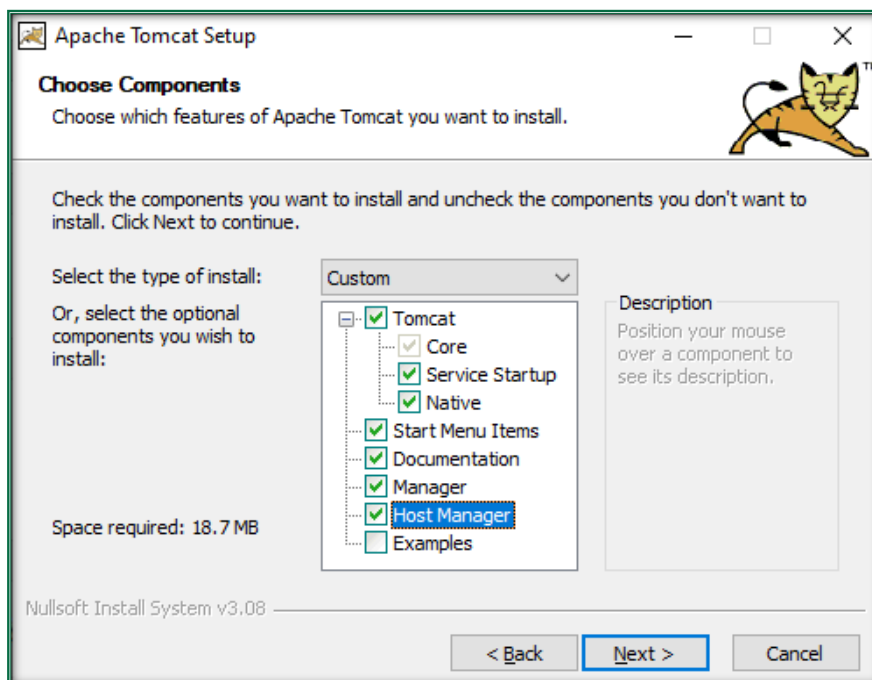 Apache Tomcat Setup
Choose Components
Choose which features of Apache Tomcat you want to install.
TM
Check the components you want to install and uncheck the components you don't want to
install. Click Next to continue.
Select the type of install:
Custom
Or, select the optional
components you wish to
install:
Tomcat
Core
Service Startup
Native
Start Menu Items
Documentation
Manager
Host Manager
Examples
Description
Position your mouse
over a component to
see its description.
Space required: 18.7 MB
Nullsoft Install System v3.08
< Back
Next >
Cancel